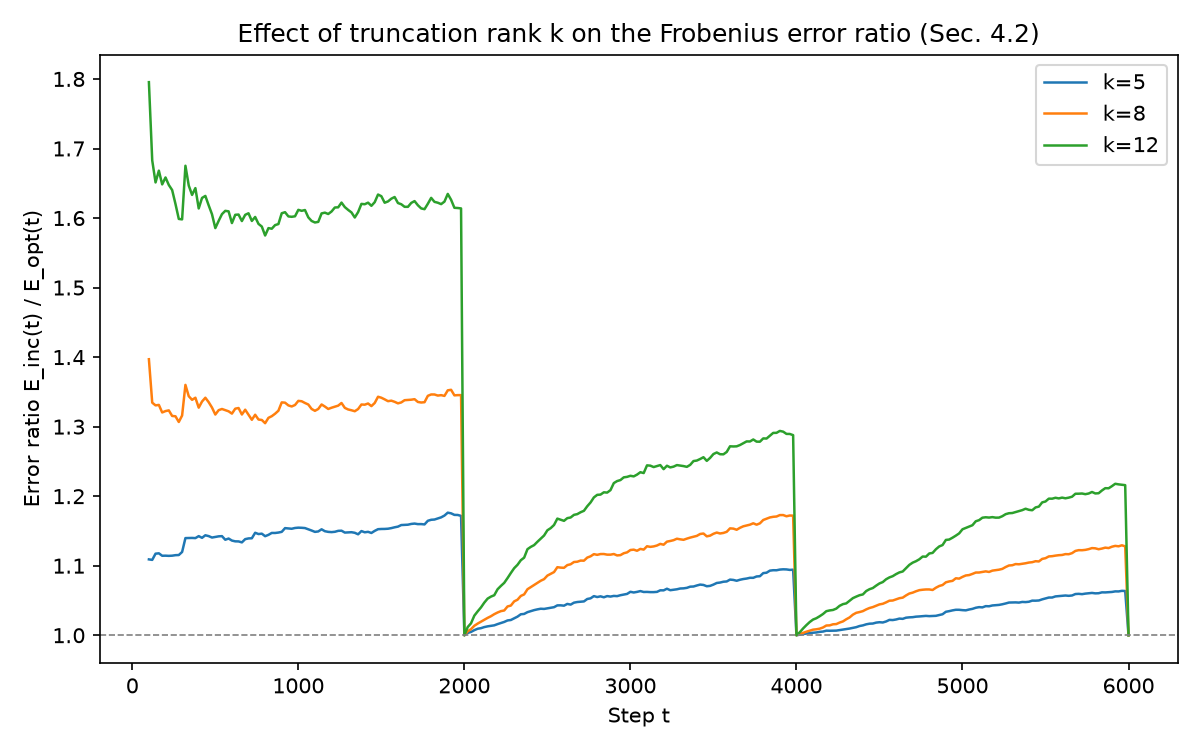 Effect of truncation rank k on the Frobenius error ratio (Sec. 4.2)
k=5
k=8
k=12
Error ratio E_inc(t) / E_opt(t)
1.8
1.7
1.6
1.5
1.4
1.3
1.2
1.1
1.0
0 1000 2000 3000 4000 5000 6000
Step t